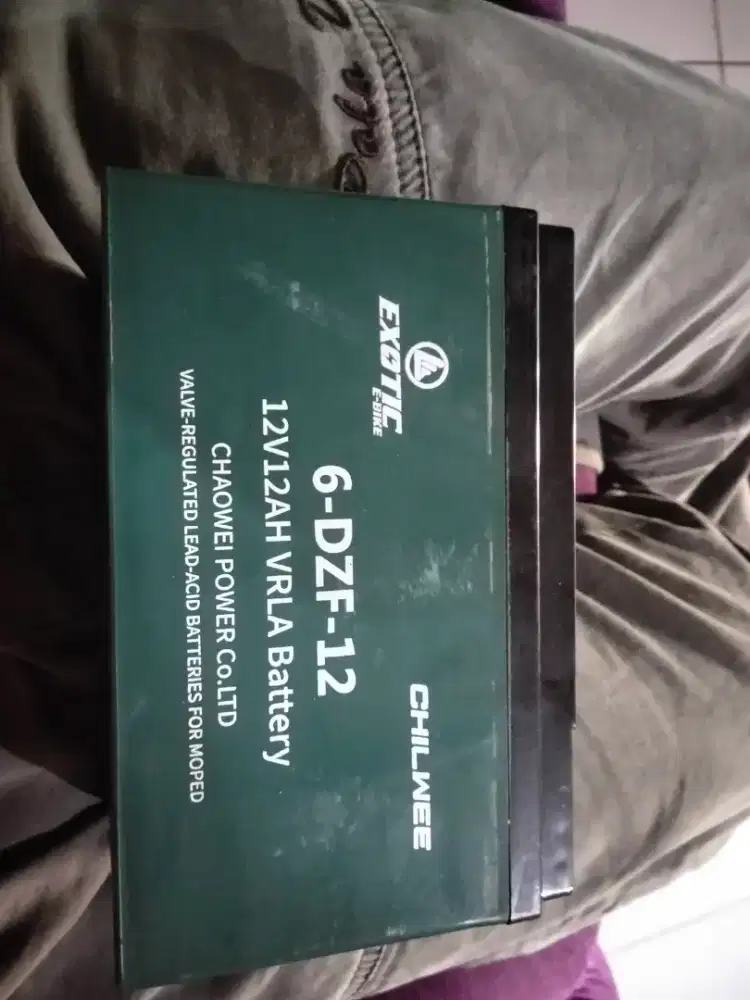 EXOTIC
E-BIKE
CHILWEE
6-DZF-12
12V12AH VRLA Battery
CHAOWEI POWER Co.LTD
VALVE-REGULATED LEAD-ACID BATTERIES FOR MOPED